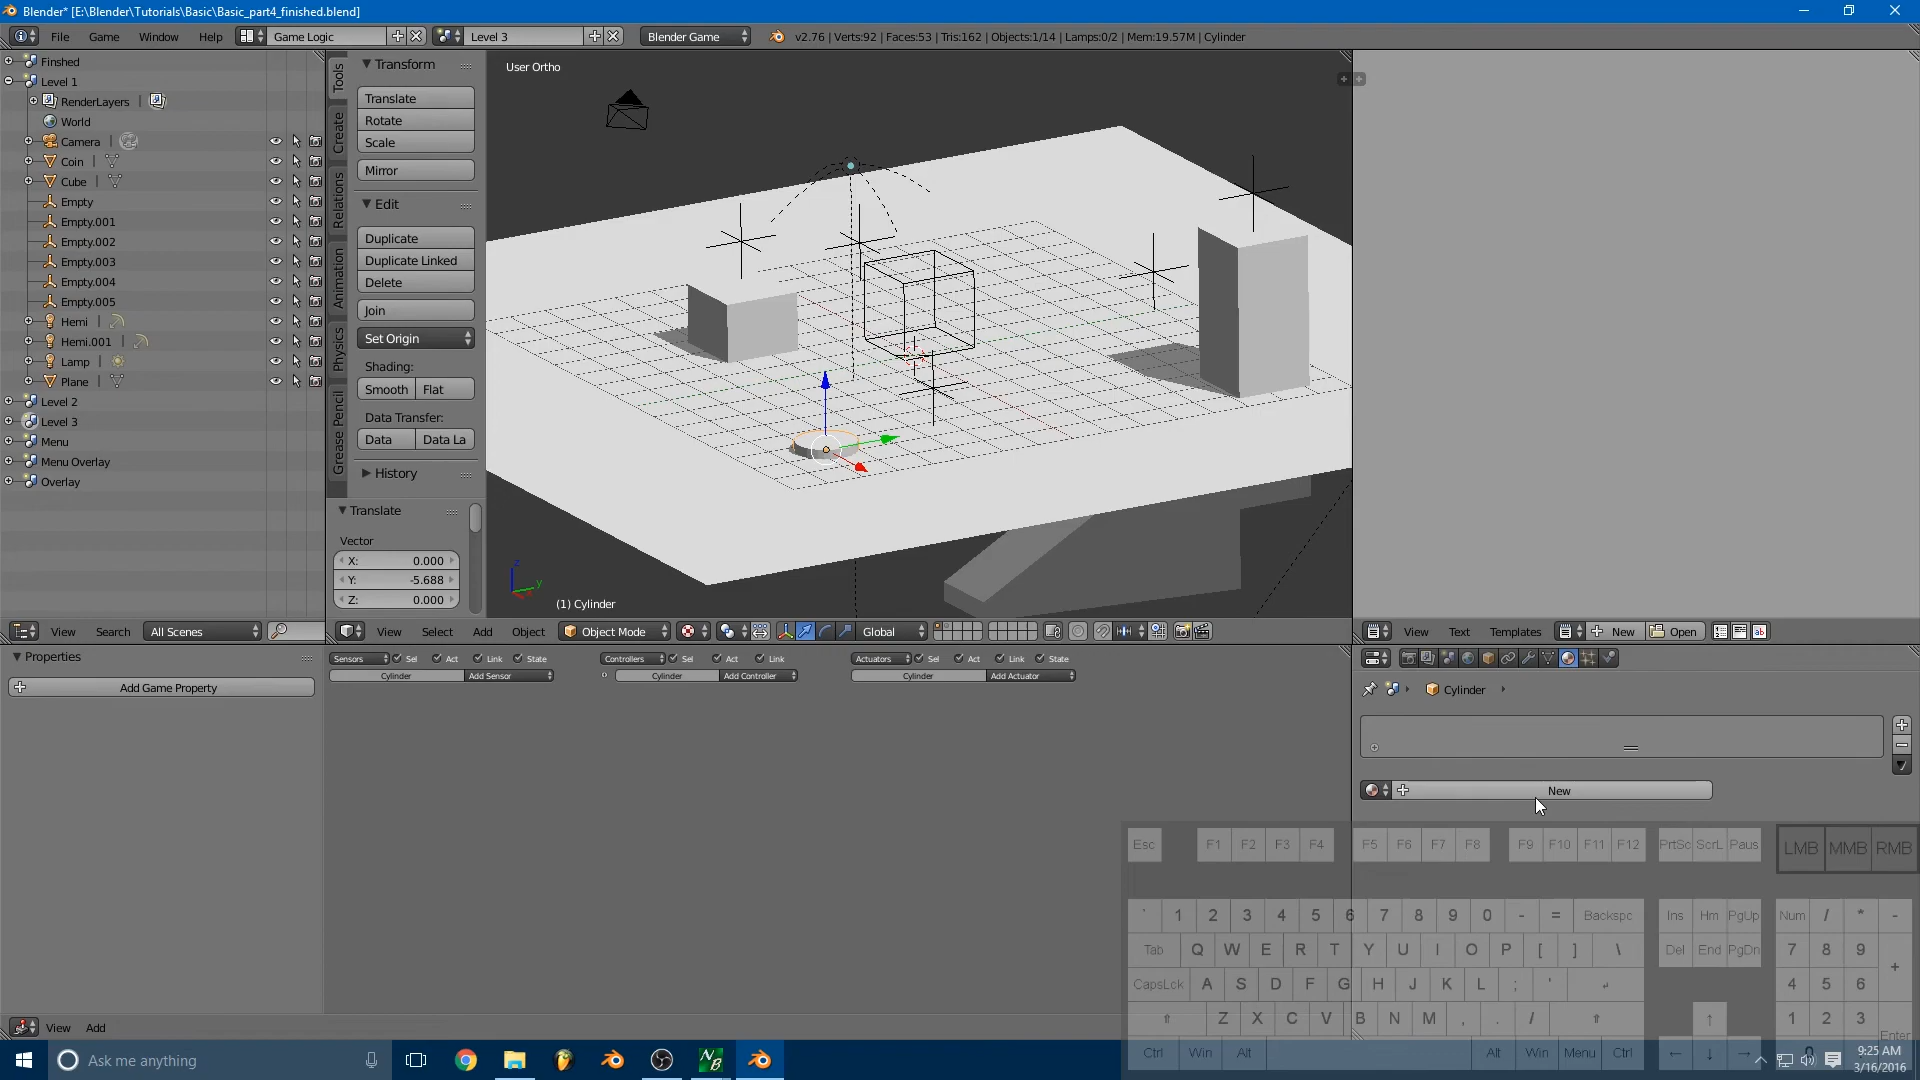 Blender* [E:\Blender\Tutorials\Basic\Basic_part4_finished.blend]
File Game Window Help Game Logic Level 3 Blender Game v2.76 | Verts:92 | Faces:53 | Tris:162 | Objects:1/14 | Lamps:0/2 | Mem:19.57M | Cylinder
Finshed
Level 1
RenderLayers |
World
Camera |
Coin |
Cube |
Empty
Empty.001
Empty.002
Empty.003
Empty.004
Empty.005
Hemi |
Hemi.001 |
Lamp |
Plane |
Level 2
Level 3
Menu
Menu Overlay
Overlay
View Search All Scenes
Tools
Create
Relations
Animation
Physics
Grease Pencil
Transform
Translate
Rotate
Scale
Mirror
Edit
Duplicate
Duplicate Linked
Delete
Join
Set Origin
Shading:
Smooth Flat
Data Transfer:
Data Data La
History
Translate
Vector
X: 0.000
Y: -5.688
Z: 0.000
User Ortho
z
y
(1) Cylinder
View Select Add Object Object Mode Global
View Text Templates New Open
Properties
Add Game Property
Sensors Sel Act Link State
Cylinder Add Sensor
Controllers Sel Act Link
Cylinder Add Controller
Actuators Sel Act Link State
Cylinder Add Actuator
View Add
Cylinder
New
Esc F1 F2 F3 F4 F5 F6 F7 F8 F9 F10 F11 F12 PrtSc ScrL Paus LMB MMB RMB
` 1 2 3 4 5 6 7 8 9 0 - = Backspc Ins Hm PgUp Num / * -
Tab Q W E R T Y U I O P [ ] \ Del End PgDn 7 8 9 +
CapsLck A S D F G H J K L ; ' 4 5 6
Z X C V B N M , . / 1 2 3 Enter
Ctrl Win Alt Alt Win Menu Ctrl
Ask me anything
9:25 AM
3/16/2016